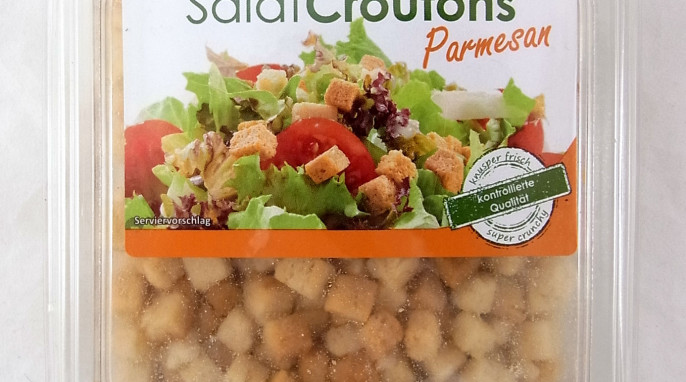 SalatCroutons
Parmesan
knusper frisch
kontrollierte
Qualität
super crunchy
Serviervorschlag